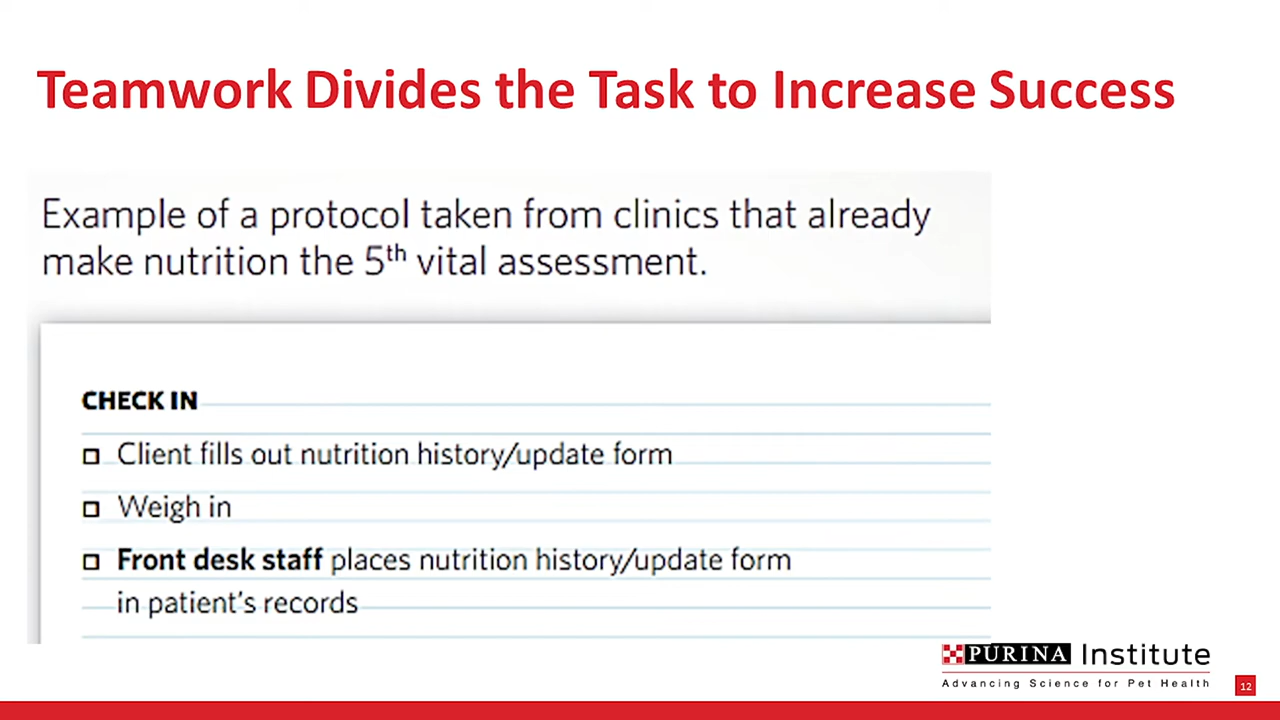 Teamwork Divides the Task to Increase Success
Example of a protocol taken from clinics that already
make nutrition the 5th vital assessment.
CHECK IN
Client fills out nutrition history/update form
Weigh in
Front desk staff places nutrition history/update form
in patient's records
PURINA Institute
Advancing Science for Pet Health
12